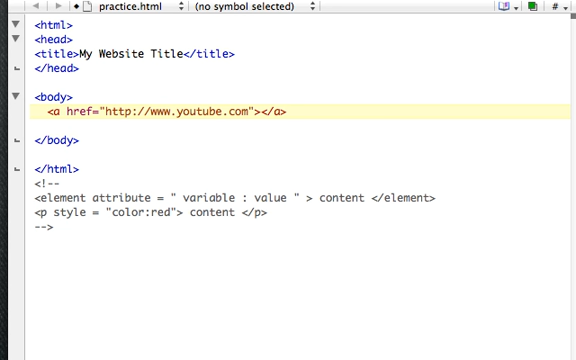 practice.html (no symbol selected) #
<html>
<head>
<title>My Website Title</title>
</head>
<body>
<a href="http://www.youtube.com"></a>
</body>
</html>
<!--
<element attribute = " variable : value " > content </element>
<p style = "color:red"> content </p>
-->